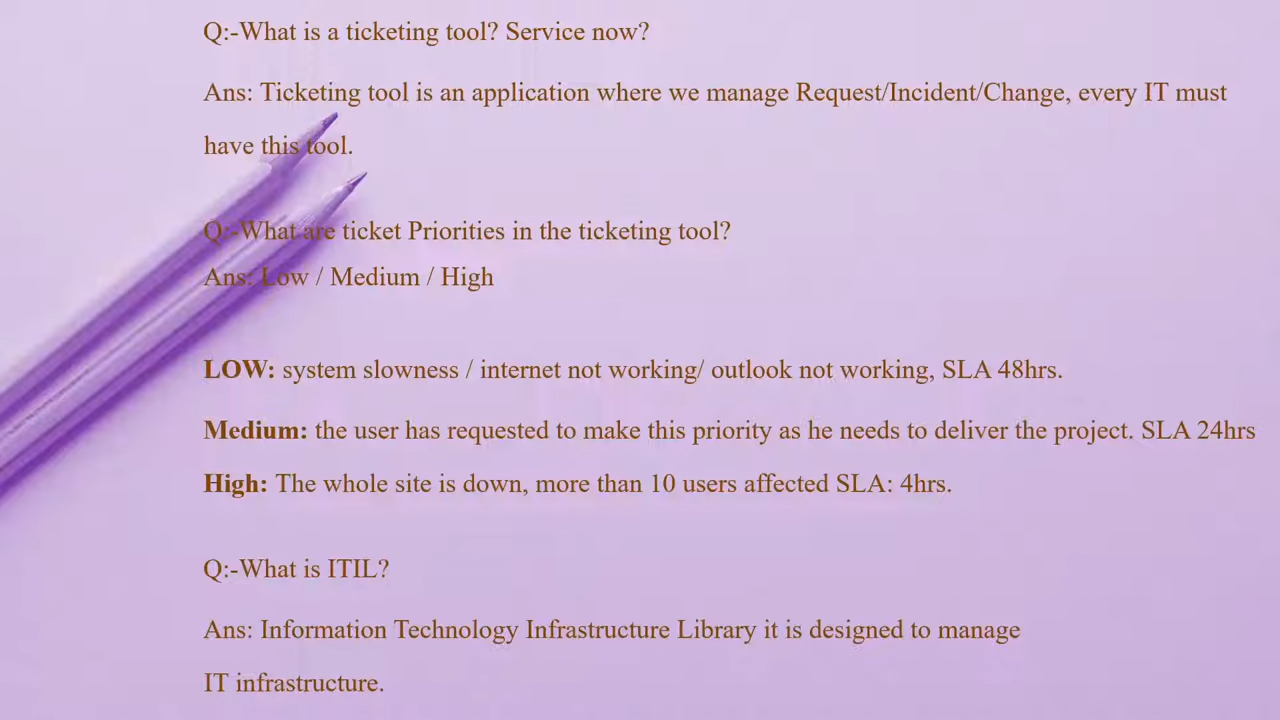 Q:-What is a ticketing tool? Service now?
Ans: Ticketing tool is an application where we manage Request/Incident/Change, every IT must
have this tool.
Q:-What are ticket Priorities in the ticketing tool?
Ans: Low / Medium / High
LOW: system slowness / internet not working/ outlook not working, SLA 48hrs.
Medium: the user has requested to make this priority as he needs to deliver the project. SLA 24hrs
High: The whole site is down, more than 10 users affected SLA: 4hrs.
Q:-What is ITIL?
Ans: Information Technology Infrastructure Library it is designed to manage
IT infrastructure.